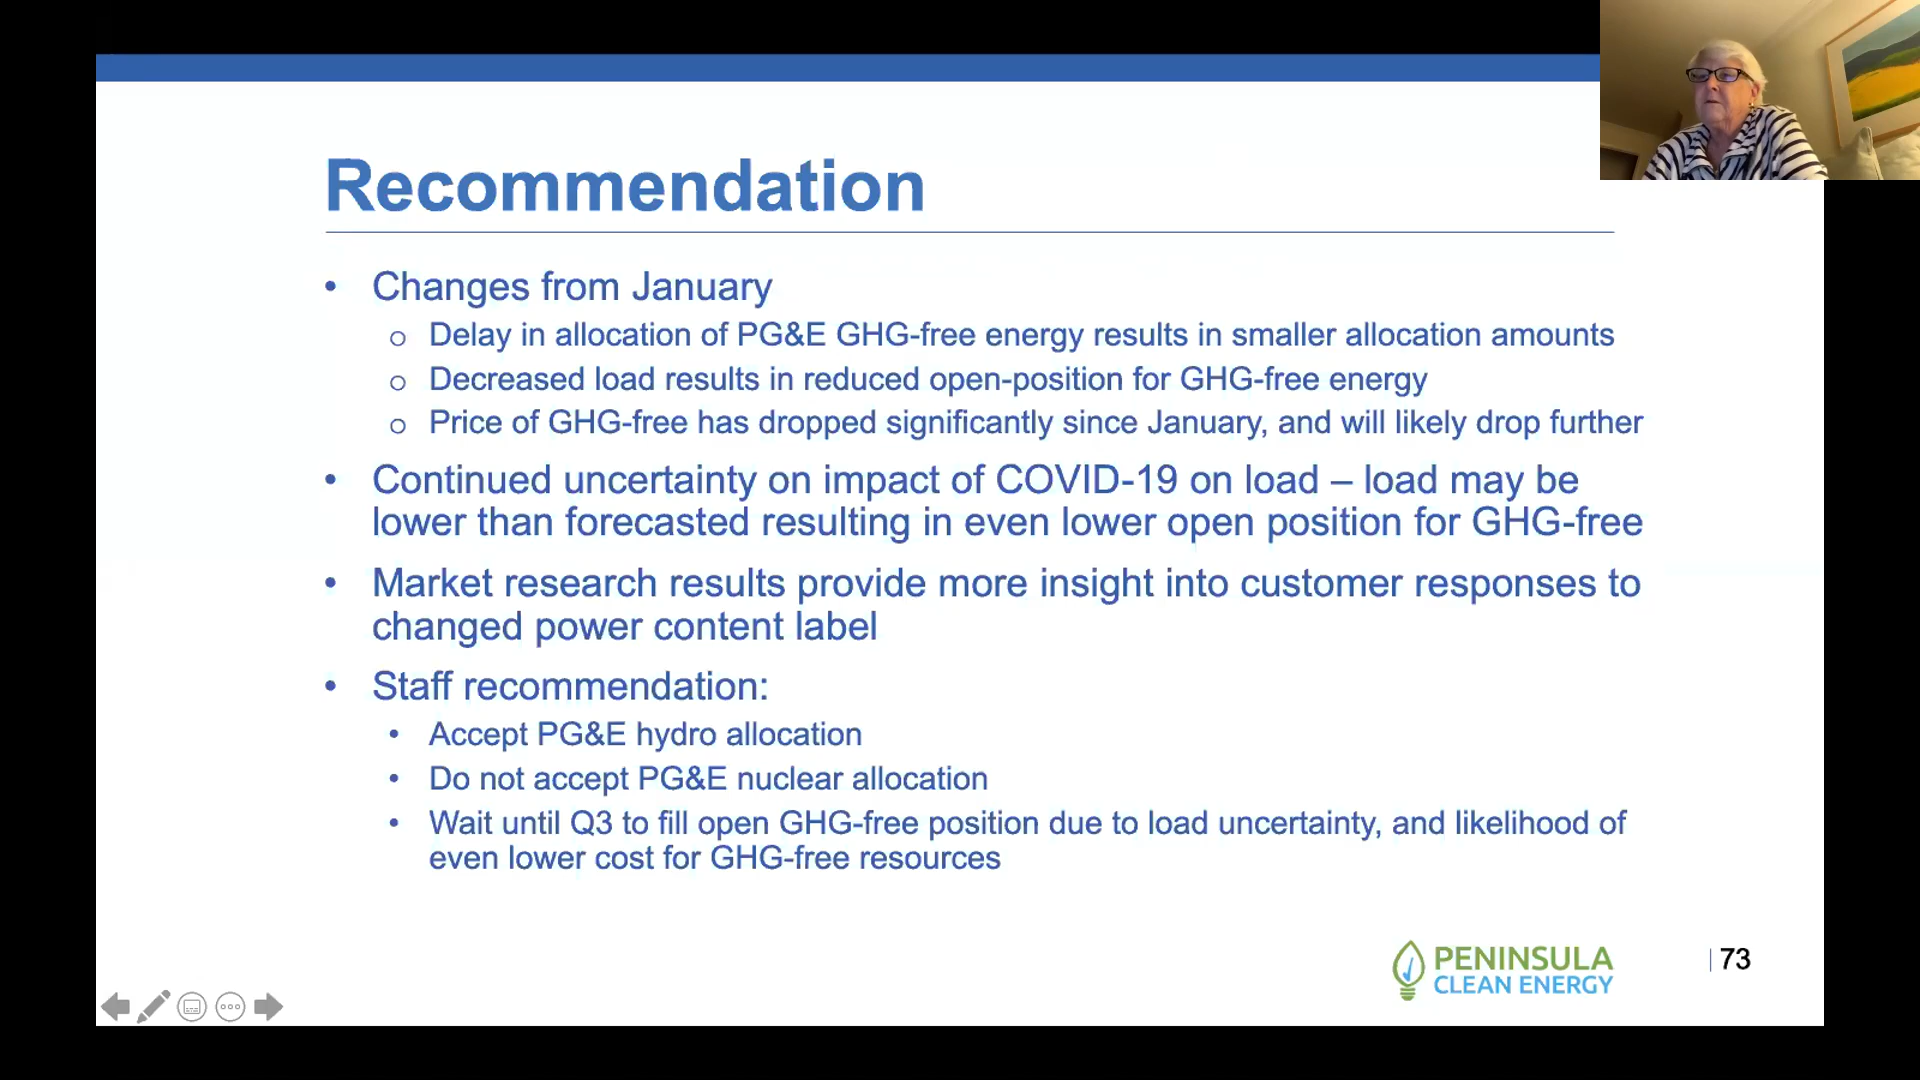 Recommendation
• Changes from January
o Delay in allocation of PG&E GHG-free energy results in smaller allocation amounts
o Decreased load results in reduced open-position for GHG-free energy
o Price of GHG-free has dropped significantly since January, and will likely drop further
• Continued uncertainty on impact of COVID-19 on load – load may be
lower than forecasted resulting in even lower open position for GHG-free
• Market research results provide more insight into customer responses to
changed power content label
• Staff recommendation:
• Accept PG&E hydro allocation
• Do not accept PG&E nuclear allocation
• Wait until Q3 to fill open GHG-free position due to load uncertainty, and likelihood of
even lower cost for GHG-free resources
PENINSULA
CLEAN ENERGY
73